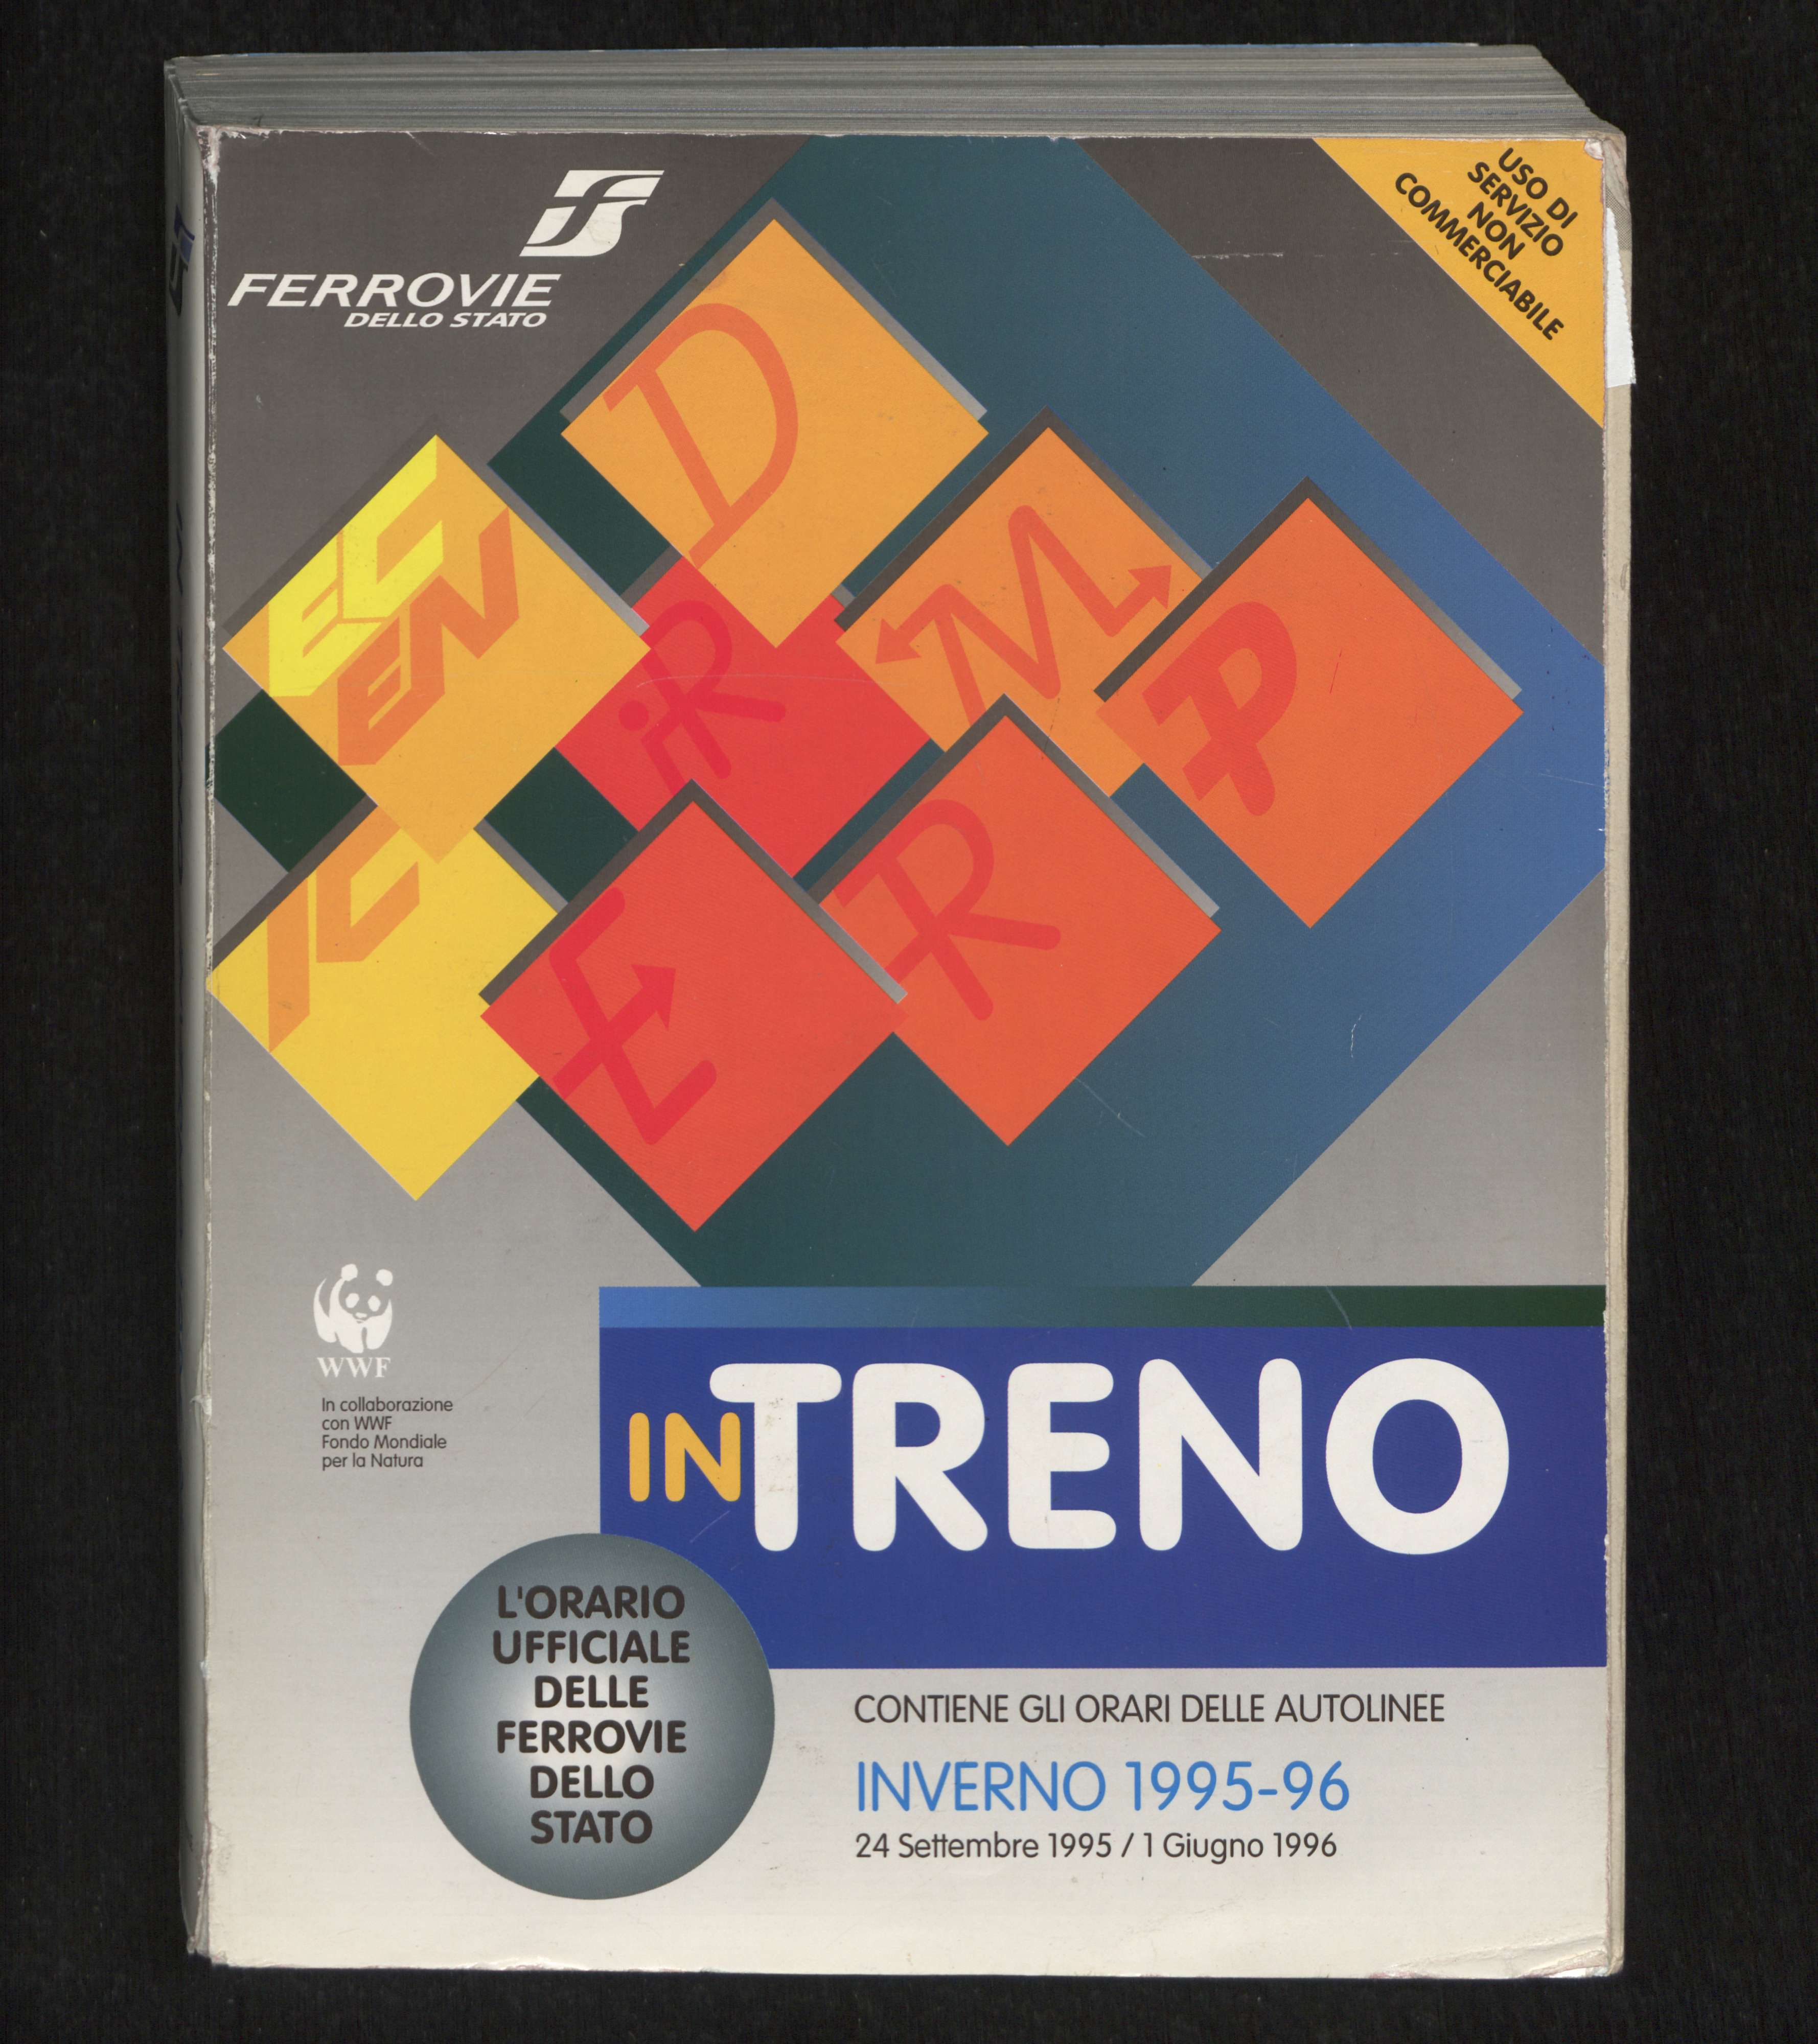 FS
FERROVIE
DELLO STATO
USO DI
SERVIZIO
NON
COMMERCIABILE
D
EC
EN
iR
M
P
IC
E
R
WWF
In collaborazione
con WWF
Fondo Mondiale
per la Natura
INTRENO
L'ORARIO
UFFICIALE
DELLE
FERROVIE
DELLO
STATO
CONTIENE GLI ORARI DELLE AUTOLINEE
INVERNO 1995-96
24 Settembre 1995 / 1 Giugno 1996